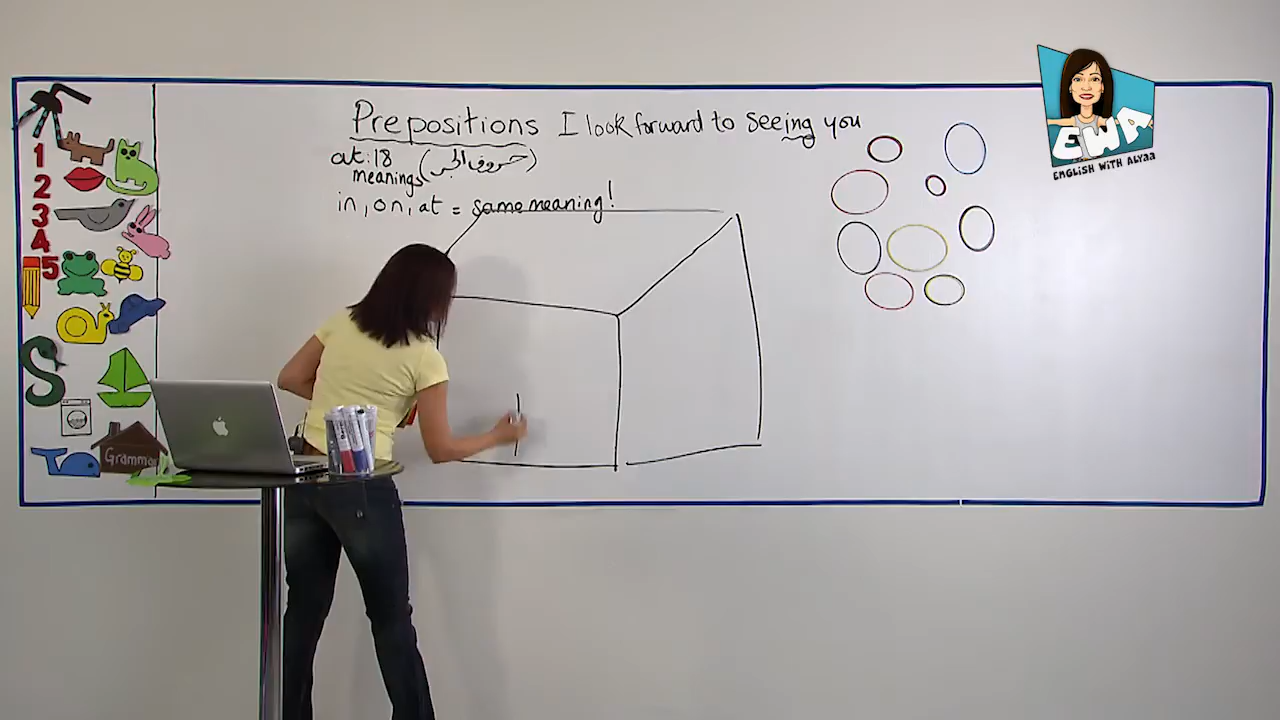 Prepositions I look forward to seeing you
at: 18 (حروف الجر)
meanings
in, on, at = same meaning!
1
2
3
4
5
Grammar
EWA
ENGLISH WITH ALYAA